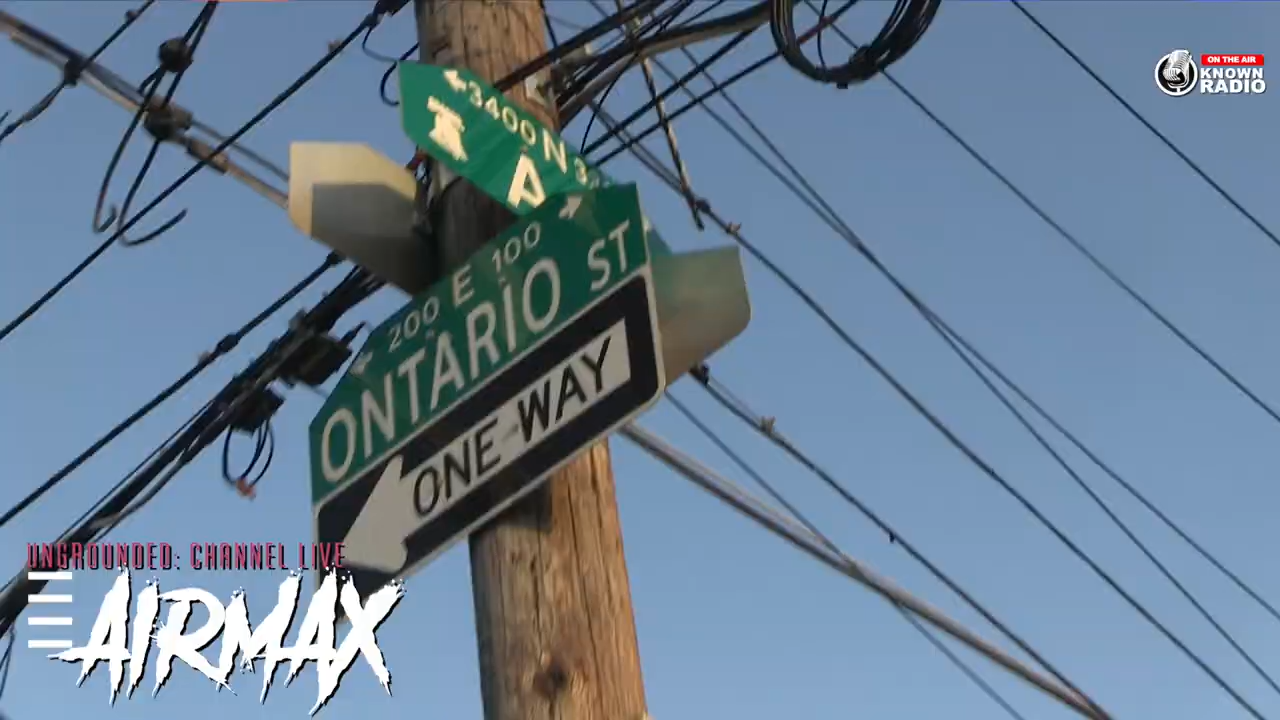 ON THE AIR
KNOWN
RADIO
3400 N
A
200 E 100
ONTARIO ST
ONE WAY
UNGROUNDED: CHANNEL LIVE
AIRMAX